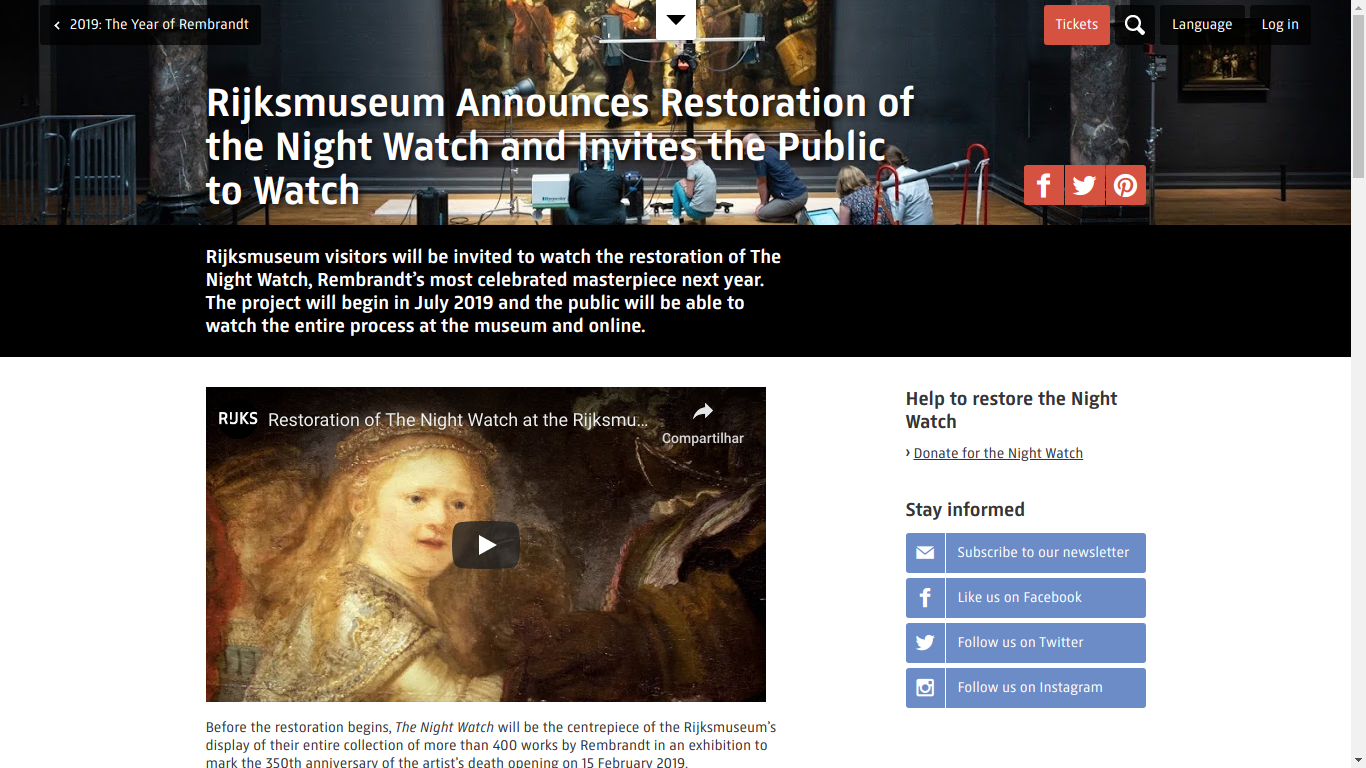 2019: The Year of Rembrandt
Tickets
Language
Log in
Rijksmuseum Announces Restoration of
the Night Watch and Invites the Public
to Watch
Rijksmuseum visitors will be invited to watch the restoration of The
Night Watch, Rembrandt’s most celebrated masterpiece next year.
The project will begin in July 2019 and the public will be able to
watch the entire process at the museum and online.
RIJKS
Restoration of The Night Watch at the Rijksmu...
Compartilhar
Before the restoration begins, The Night Watch will be the centrepiece of the Rijksmuseum's
display of their entire collection of more than 400 works by Rembrandt in an exhibition to
mark the 350th anniversary of the artist's death opening on 15 February 2019.
Help to restore the Night
Watch
› Donate for the Night Watch
Stay informed
Subscribe to our newsletter
Like us on Facebook
Follow us on Twitter
Follow us on Instagram